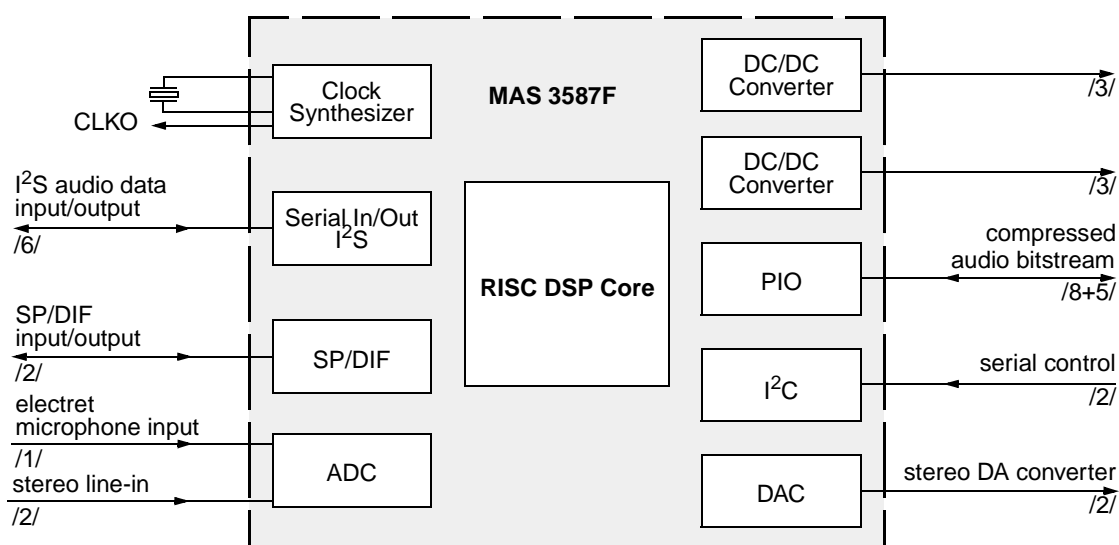 Clock
Synthesizer
CLKO
I²S audio data
input/output
/6/
Serial In/Out
I²S
SP/DIF
input/output
/2/
SP/DIF
electret
microphone input
/1/
stereo line-in
/2/
ADC
MAS 3587F
RISC DSP Core
DC/DC
Converter
/3/
DC/DC
Converter
/3/
PIO
compressed
audio bitstream
/8+5/
I²C
serial control
/2/
DAC
stereo DA converter
/2/